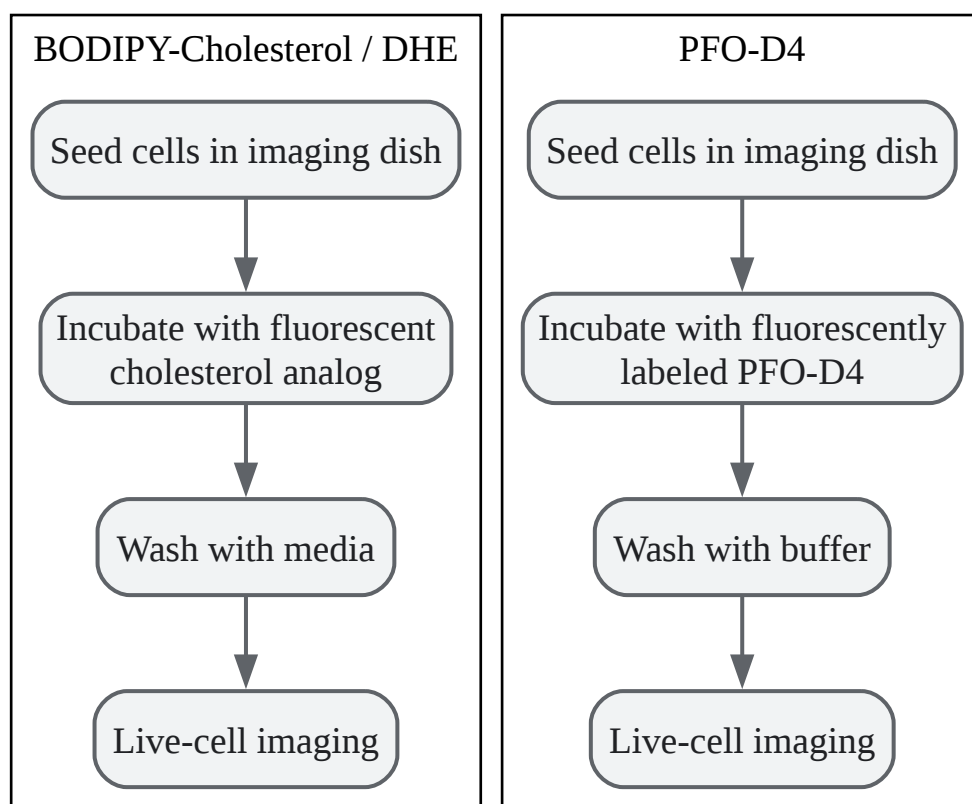 BODIPY-Cholesterol / DHE
Seed cells in imaging dish
Incubate with fluorescent
cholesterol analog
Wash with media
Live-cell imaging
PFO-D4
Seed cells in imaging dish
Incubate with fluorescently
labeled PFO-D4
Wash with buffer
Live-cell imaging